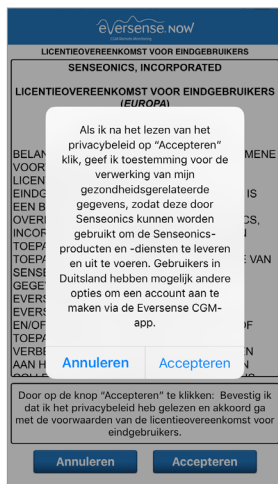 eversense. NOW
Continuous Glucose Monitoring
LICENTIEOVEREENKOMST VOOR EINDGEBRUIKERS
SENSEONICS, INCORPORATED
LICENTIEOVEREENKOMST VOOR EINDGEBRUIKERS
(EUROPA)
Als ik na het lezen van het
privacybeleid op “Accepteren”
klik, geef ik toestemming voor de
verwerking van mijn
gezondheidsgerelateerde
gegevens, zodat deze door
Senseonics kunnen worden
gebruikt om de Senseonics-
producten en -diensten te leveren
en uit te voeren. Gebruikers in
Duitsland hebben mogelijk andere
opties om een account aan te
maken via de Eversense CGM-
app.
Annuleren Accepteren
Door op de knop “Accepteren” te klikken: Bevestig ik
dat ik het privacybeleid heb gelezen en akkoord ga
met de voorwaarden van de licentieovereenkomst voor
eindgebruikers.
Annuleren Accepteren